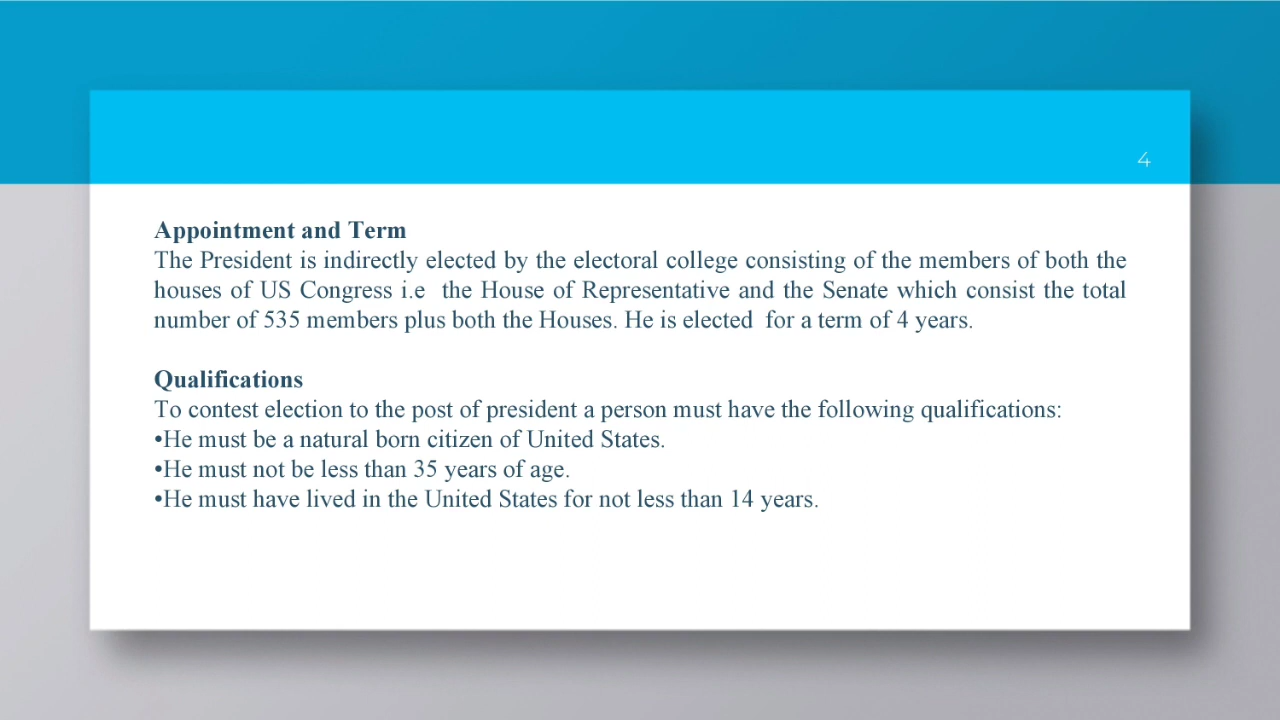 4
Appointment and Term
The President is indirectly elected by the electoral college consisting of the members of both the
houses of US Congress i.e  the House of Representative and the Senate which consist the total
number of 535 members plus both the Houses. He is elected  for a term of 4 years.
Qualifications
To contest election to the post of president a person must have the following qualifications:
•He must be a natural born citizen of United States.
•He must not be less than 35 years of age.
•He must have lived in the United States for not less than 14 years.